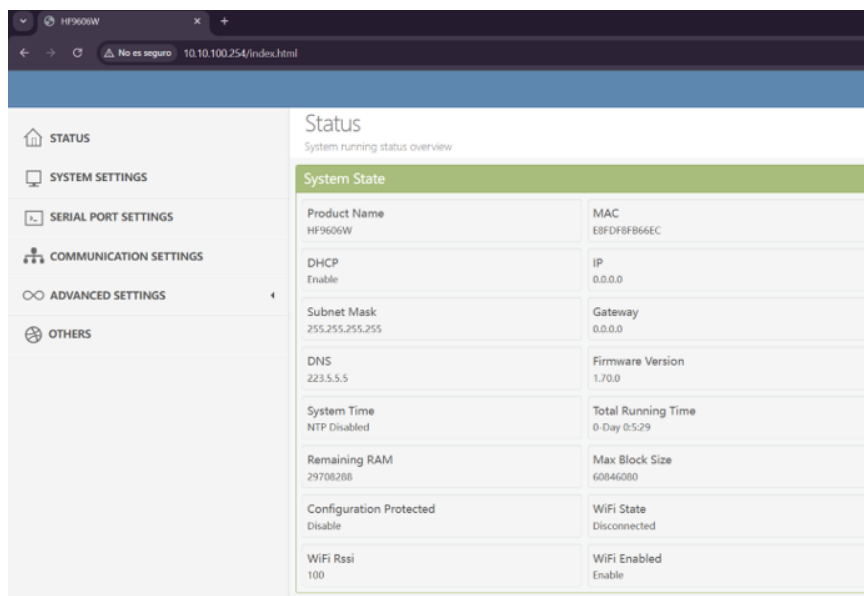 HF9606W
No es seguro 10.10.100.254/index.html
STATUS
SYSTEM SETTINGS
SERIAL PORT SETTINGS
COMMUNICATION SETTINGS
ADVANCED SETTINGS
OTHERS
Status
System running status overview
System State
Product Name
HF9606W
MAC
E8FDF8FB66EC
DHCP
Enable
IP
0.0.0.0
Subnet Mask
255.255.255.255
Gateway
0.0.0.0
DNS
223.5.5.5
Firmware Version
1.70.0
System Time
NTP Disabled
Total Running Time
0-Day 0:5:29
Remaining RAM
29708288
Max Block Size
60846080
Configuration Protected
Disable
WiFi State
Disconnected
WiFi Rssi
100
WiFi Enabled
Enable